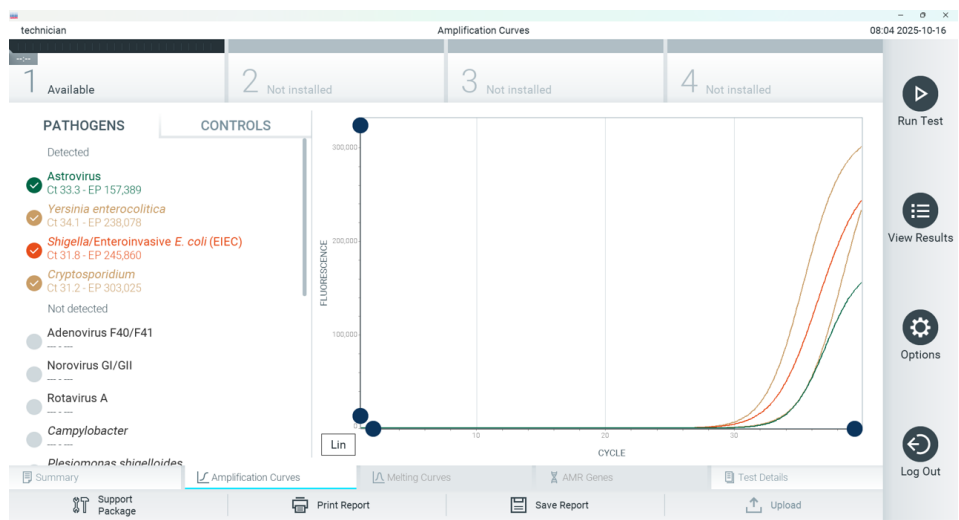 technician
Amplification Curves
08:04 2025-10-16
--:--
1 Available
2 Not installed
3 Not installed
4 Not installed
PATHOGENS
CONTROLS
Detected
Astrovirus
Ct 33.3 - EP 157,389
Yersinia enterocolitica
Ct 34.1 - EP 238,078
Shigella/Enteroinvasive E. coli (EIEC)
Ct 31.8 - EP 245,860
Cryptosporidium
Ct 31.2 - EP 303,025
Not detected
Adenovirus F40/F41
-- - --
Norovirus GI/GII
-- - --
Rotavirus A
-- - --
Campylobacter
-- - --
Plesiomonas shigelloides
300,000
200,000
100,000
0
FLUORESCENCE
10
20
30
CYCLE
Lin
Run Test
View Results
Options
Log Out
Summary
Amplification Curves
Melting Curves
AMR Genes
Test Details
Support
Package
Print Report
Save Report
Upload